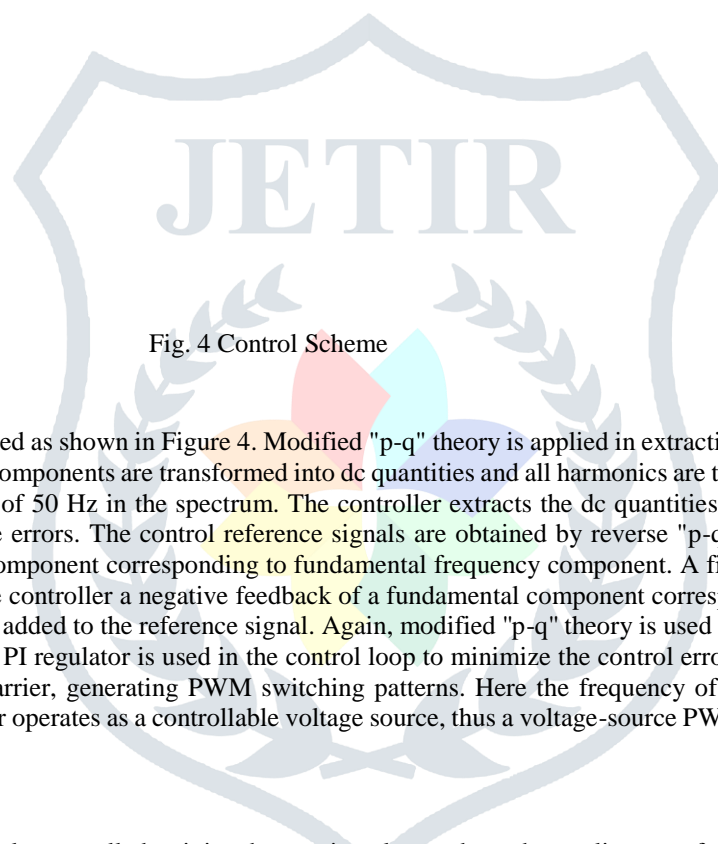 JETIR
Fig. 4 Control Scheme
ed as shown in Figure 4. Modified "p-q" theory is applied in extracti
omponents are transformed into dc quantities and all harmonics are t
of 50 Hz in the spectrum. The controller extracts the dc quantities
e errors. The control reference signals are obtained by reverse "p-q
omponent corresponding to fundamental frequency component. A fi
e controller a negative feedback of a fundamental component corresp
added to the reference signal. Again, modified "p-q" theory is used
PI regulator is used in the control loop to minimize the control erro
arrier, generating PWM switching patterns. Here the frequency of
r operates as a controllable voltage source, thus a voltage-source PW